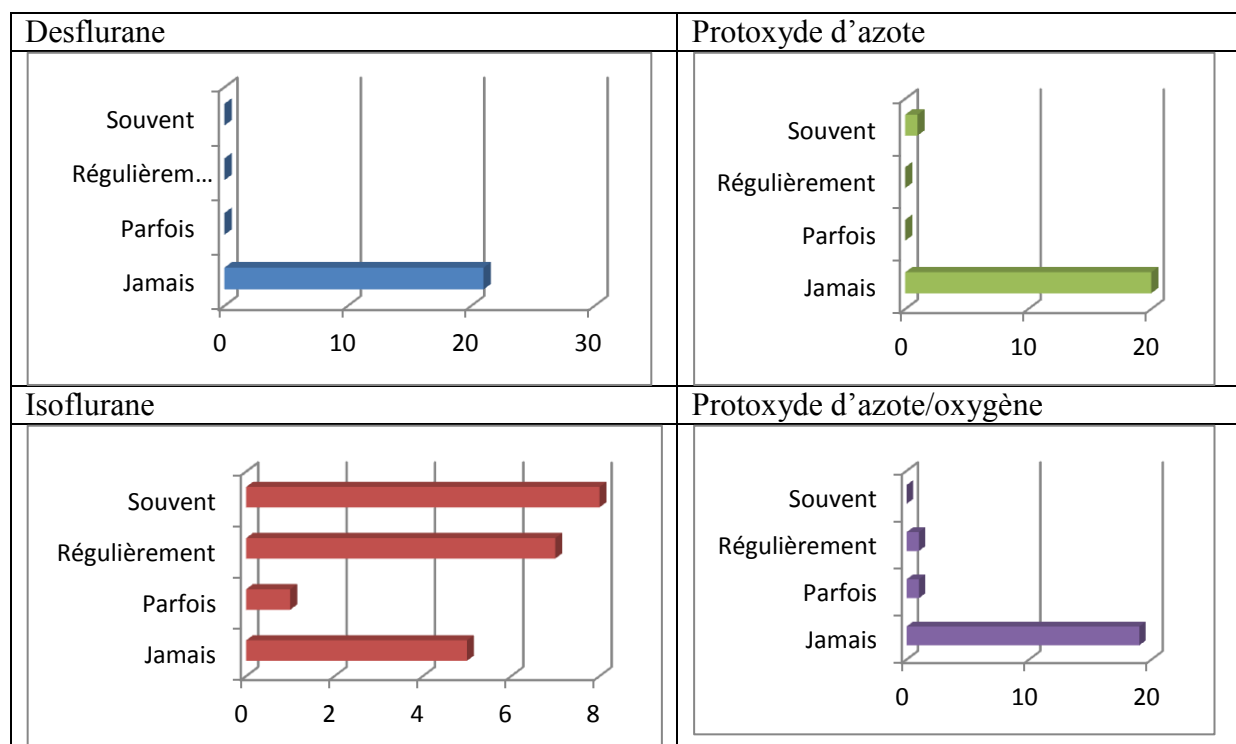 Desflurane
Souvent
Régulièrem...
Parfois
Jamais
0 10 20 30
Protoxyde d’azote
Souvent
Régulièrement
Parfois
Jamais
0 10 20
Isoflurane
Souvent
Régulièrement
Parfois
Jamais
0 2 4 6 8
Protoxyde d’azote/oxygène
Souvent
Régulièrement
Parfois
Jamais
0 10 20